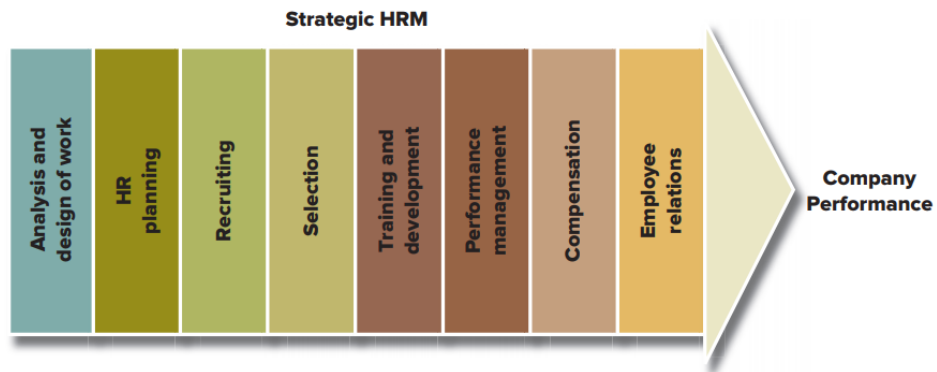 Strategic HRM
Analysis and
design of work
HR
planning
Recruiting
Selection
Training and
development
Performance
management
Compensation
Employee
relations
Company
Performance